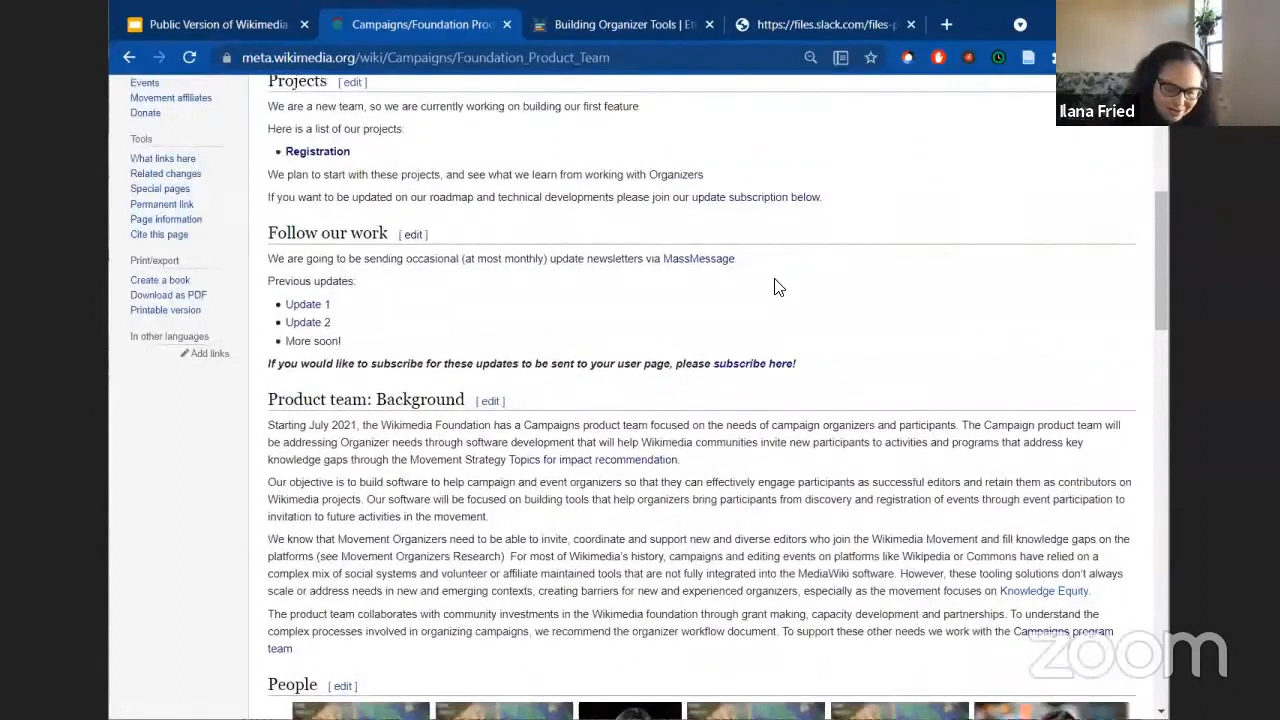 Public Version of Wikimedia
Campaigns/Foundation Pro
Building Organizer Tools | Et
https://files.slack.com/files-p
meta.wikimedia.org/wiki/Campaigns/Foundation_Product_Team
Ilana Fried
Events
Movement affiliates
Donate
Tools
What links here
Related changes
Special pages
Permanent link
Page information
Cite this page
Print/export
Create a book
Download as PDF
Printable version
In other languages
Add links
Projects [ edit ]
We are a new team, so we are currently working on building our first feature.
Here is a list of our projects:
Registration
We plan to start with these projects, and see what we learn from working with Organizers
If you want to be updated on our roadmap and technical developments please join our update subscription below.
Follow our work [ edit ]
We are going to be sending occasional (at most monthly) update newsletters via MassMessage.
Previous updates:
Update 1
Update 2
More soon!
If you would like to subscribe for these updates to be sent to your user page, please subscribe here!
Product team: Background [ edit ]
Starting July 2021, the Wikimedia Foundation has a Campaigns product team focused on the needs of campaign organizers and participants. The Campaign product team will
be addressing Organizer needs through software development that will help Wikimedia communities invite new participants to activities and programs that address key
knowledge gaps through the Movement Strategy Topics for impact recommendation.
Our objective is to build software to help campaign and event organizers so that they can effectively engage participants as successful editors and retain them as contributors on
Wikimedia projects. Our software will be focused on building tools that help organizers bring participants from discovery and registration of events through event participation to
invitation to future activities in the movement.
We know that Movement Organizers need to be able to invite, coordinate and support new and diverse editors who join the Wikimedia Movement and fill knowledge gaps on the
platforms (see Movement Organizers Research). For most of Wikimedia's history, campaigns and editing events on platforms like Wikipedia or Commons have relied on a
complex mix of social systems and volunteer or affiliate maintained tools that are not fully integrated into the MediaWiki software. However, these tooling solutions don't always
scale or address needs in new and emerging contexts, creating barriers for new and experienced organizers, especially as the movement focuses on Knowledge Equity.
The product team collaborates with community investments in the Wikimedia foundation through grant making, capacity development and partnerships. To understand the
complex processes involved in organizing campaigns, we recommend the organizer workflow document. To support these other needs we work with the Campaigns program
team.
People [ edit ]
zoom